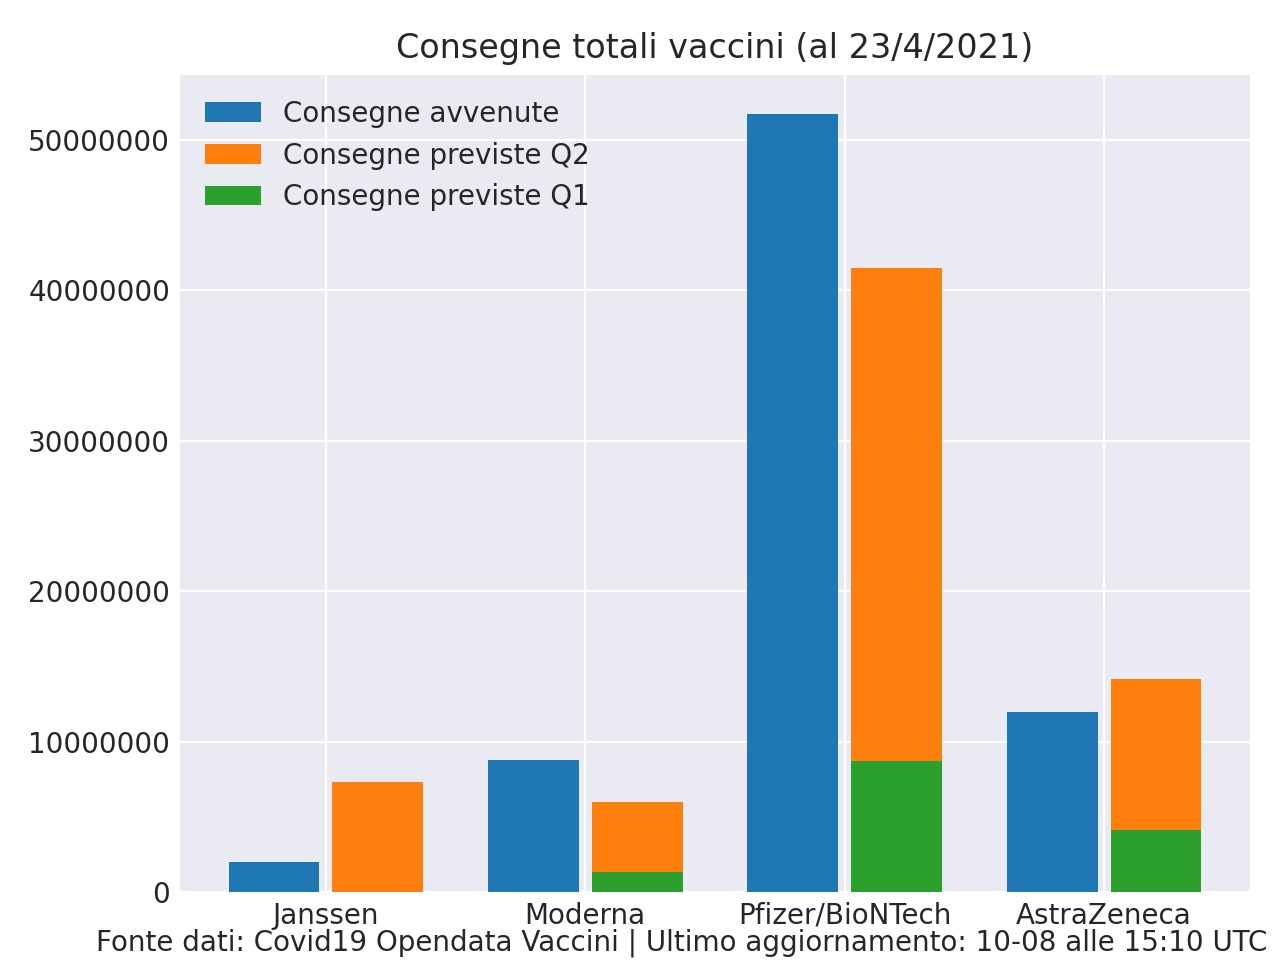 Consegne totali vaccini (al 23/4/2021)
Consegne avvenute
Consegne previste Q2
Consegne previste Q1
50000000
40000000
30000000
20000000
10000000
0
Janssen Moderna Pfizer/BioNTech AstraZeneca
Fonte dati: Covid19 Opendata Vaccini | Ultimo aggiornamento: 10-08 alle 15:10 UTC